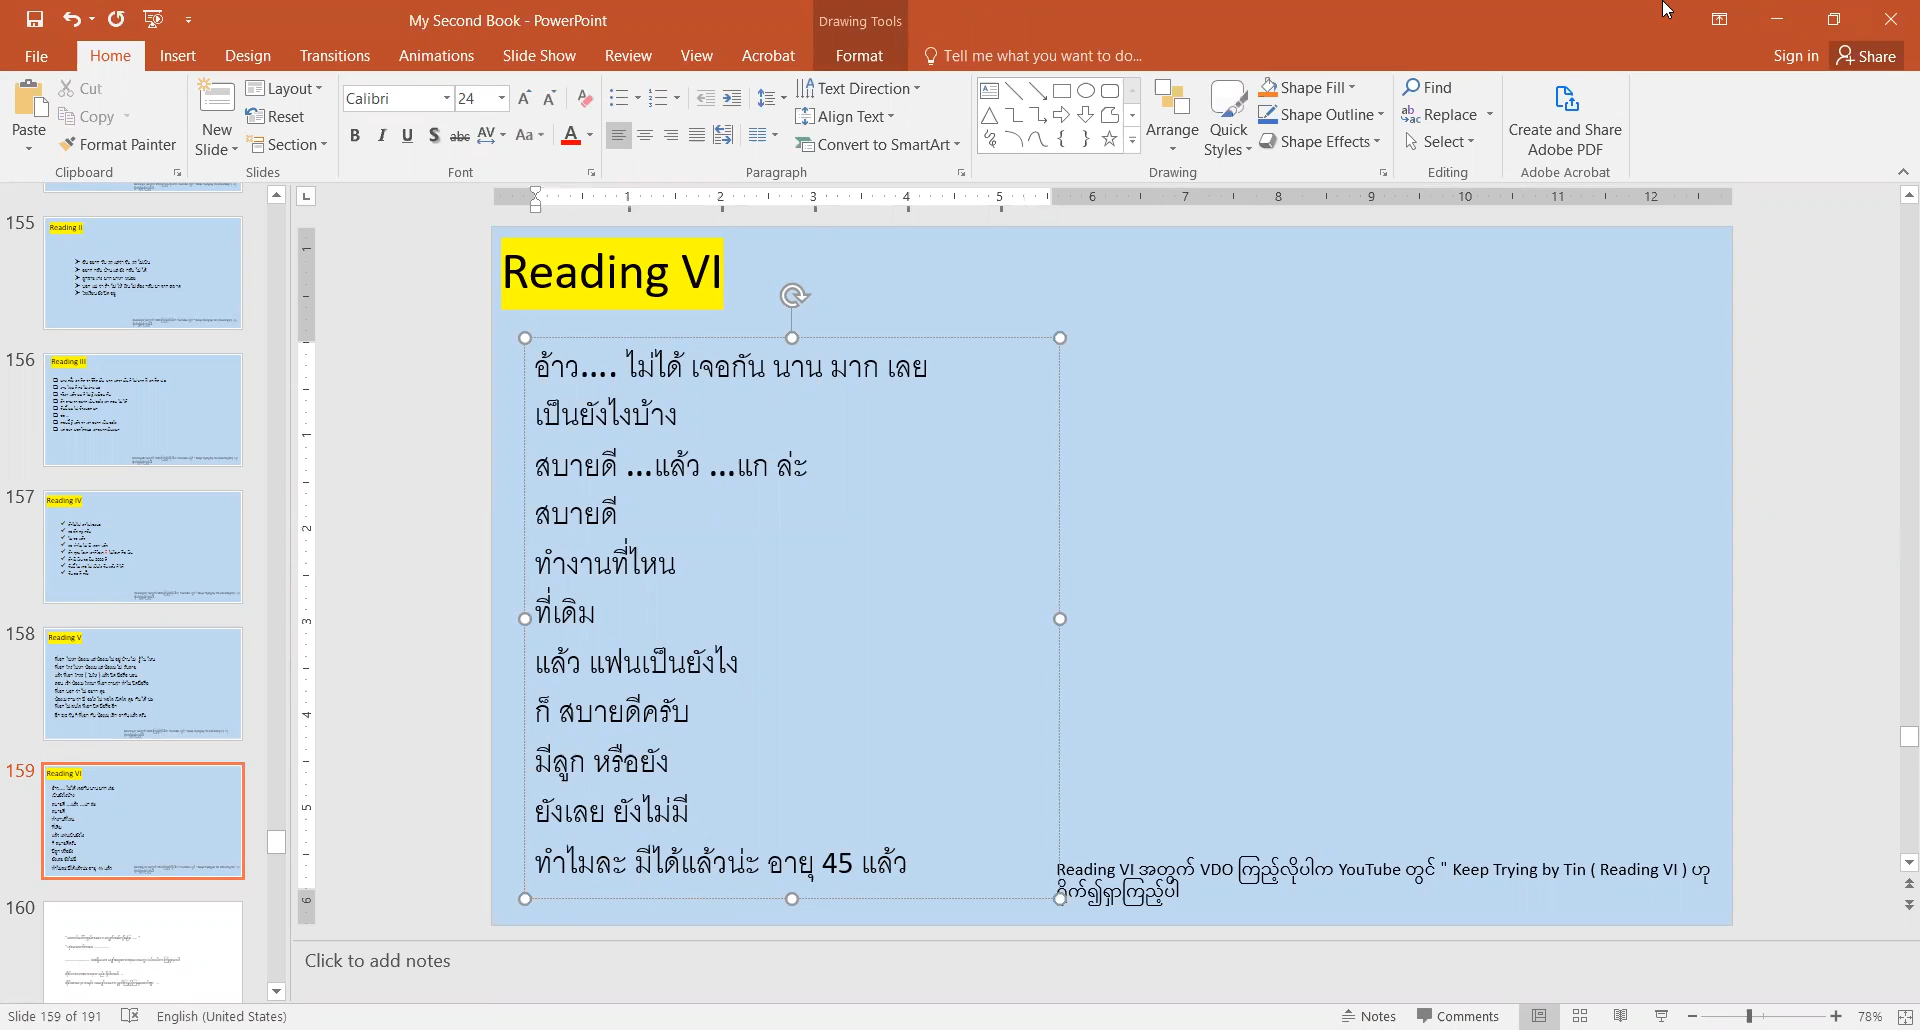 My Second Book - PowerPoint
Drawing Tools
File
Home
Insert
Design
Transitions
Animations
Slide Show
Review
View
Acrobat
Format
Tell me what you want to do...
Sign in
Share
Paste
Cut
Copy
Format Painter
Clipboard
New Slide
Layout
Reset
Section
Slides
Calibri
24
Font
Text Direction
Align Text
Convert to SmartArt
Paragraph
Arrange
Quick Styles
Shape Fill
Shape Outline
Shape Effects
Drawing
Find
Replace
Select
Editing
Create and Share Adobe PDF
Adobe Acrobat
155
Reading II
156
Reading III
157
Reading IV
158
Reading V
159
Reading VI
160
Reading VI
อ้าว.... ไม่ได้ เจอกัน นาน มาก เลย
เป็นยังไงบ้าง
สบายดี ...แล้ว ...แก ล่ะ
สบายดี
ทำงานที่ไหน
ที่เดิม
แล้ว แฟนเป็นยังไง
ก็ สบายดีครับ
มีลูก หรือยัง
ยังเลย ยังไม่มี
ทำไมละ มีได้แล้วน่ะ อายุ 45 แล้ว
Reading VI အတွက် VDO ကြည့်လိုပါက YouTube တွင် " Keep Trying by Tin ( Reading VI ) ဟု
ရိုက်၍ရှာကြည့်ပါ
Click to add notes
Slide 159 of 191
English (United States)
Notes
Comments
78%